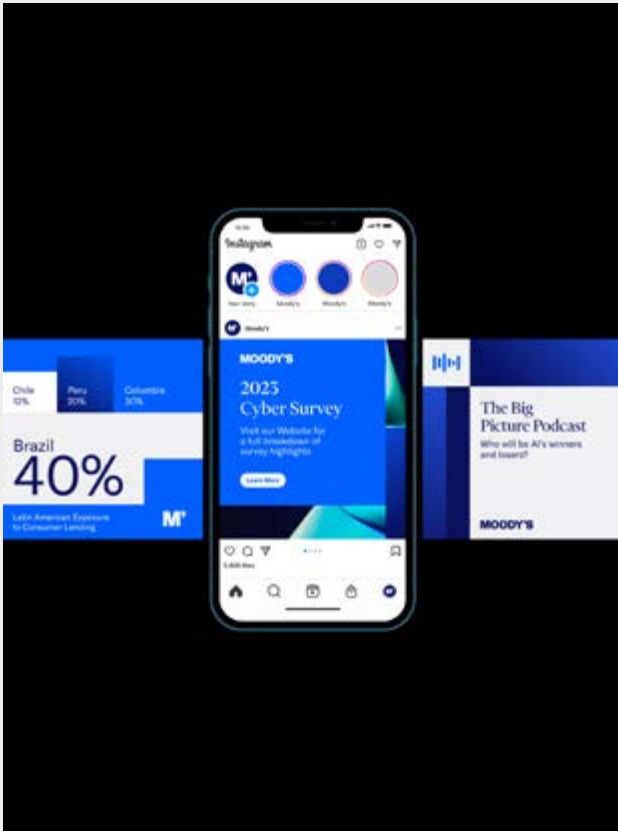 Chile
12%
Peru
20%
Columbia
30%
Brazil
40%
Latin American Exposure
to Consumer Lending
M'
Instagram
M'
Your story
Moody's
Moody's
Moody's
M'
moody's
MOODY'S
2023
Cyber Survey
Visit our Website for
a full breakdown of
survey highlights
Learn More
M'
The Big
Picture Podcast
Who will be AI's winners
and losers?
MOODY'S